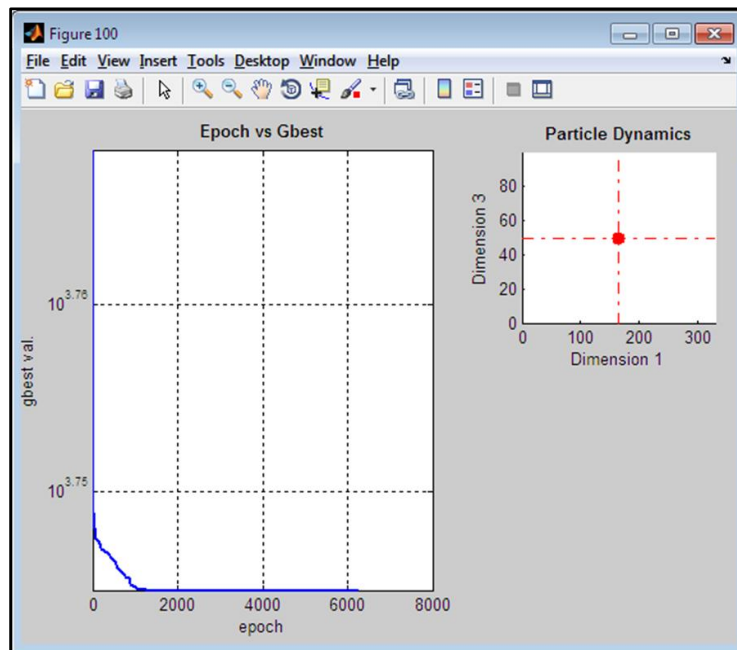 Figure 100
File Edit View Insert Tools Desktop Window Help
Epoch vs Gbest
gbest val.
10^3.76
10^3.75
0 2000 4000 6000 8000
epoch
Particle Dynamics
Dimension 3
80
60
40
20
0
0 100 200 300
Dimension 1